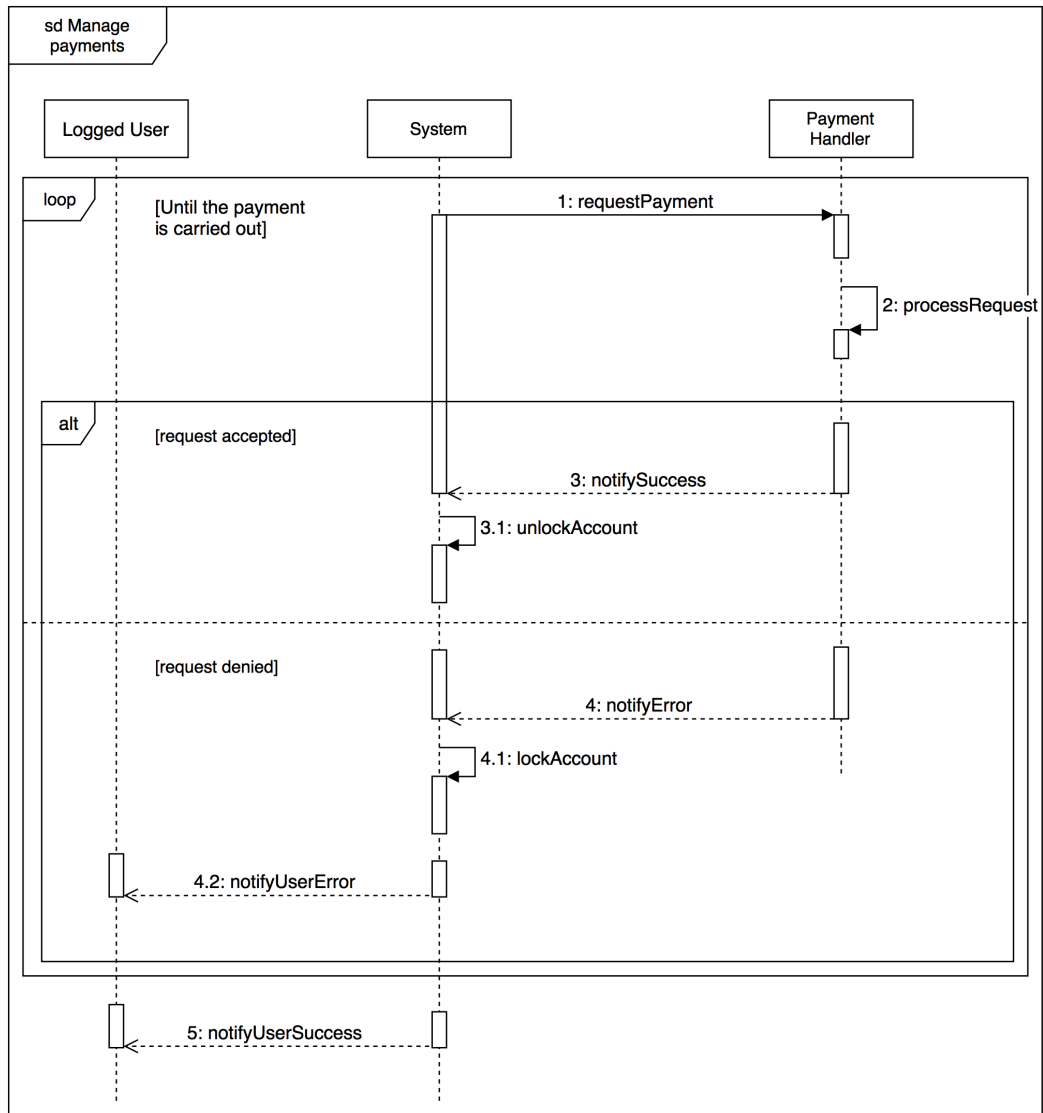 sd Manage
payments
Logged User
System
Payment
Handler
loop
[Until the payment
is carried out]
1: requestPayment
2: processRequest
alt
[request accepted]
3: notifySuccess
3.1: unlockAccount
[request denied]
4: notifyError
4.1: lockAccount
4.2: notifyUserError
5: notifyUserSuccess